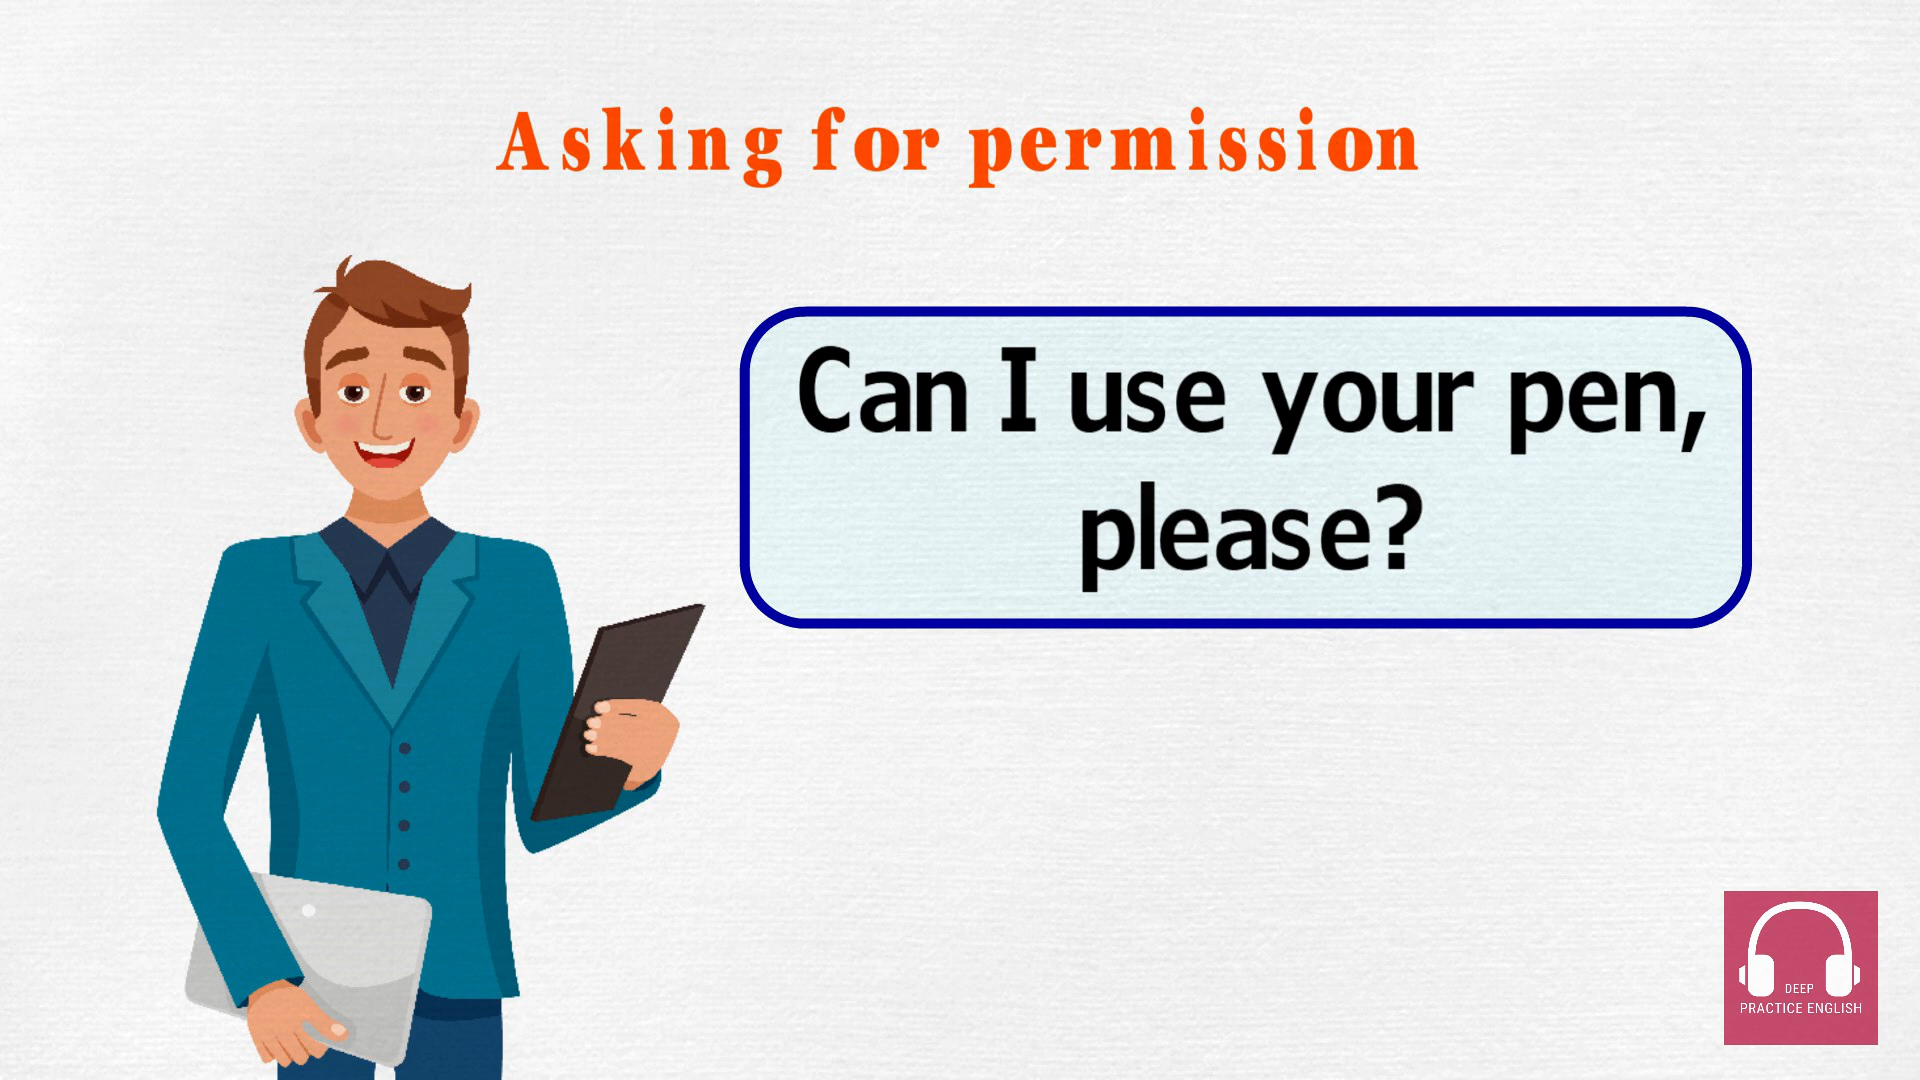 Asking for permission
Can I use your pen,
please?
DEEP
PRACTICE ENGLISH